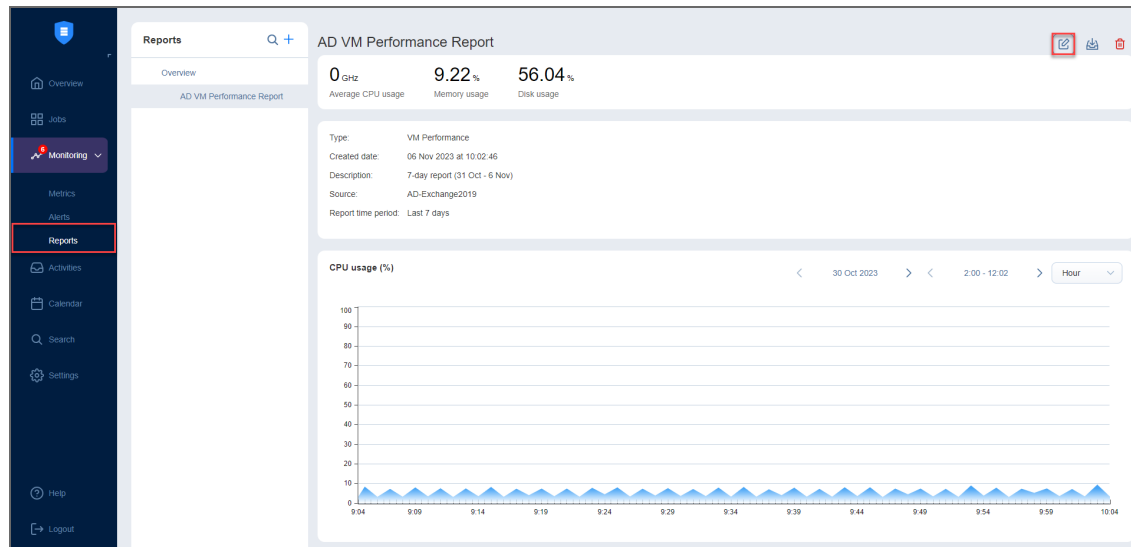 Overview
Jobs
6
Monitoring
Metrics
Alerts
Reports
Activities
Calendar
Search
Settings
Help
Logout
Reports
+
Overview
AD VM Performance Report
AD VM Performance Report
0 GHz
9.22 %
56.04 %
Average CPU usage
Memory usage
Disk usage
Type: VM Performance
Created date: 06 Nov 2023 at 10:02:46
Description: 7-day report (31 Oct - 6 Nov)
Source: AD-Exchange2019
Report time period: Last 7 days
CPU usage (%)
30 Oct 2023
2:00 - 12:02
Hour
100
90
80
70
60
50
40
30
20
10
0
9:04 9:09 9:14 9:19 9:24 9:29 9:34 9:39 9:44 9:49 9:54 9:59 10:04